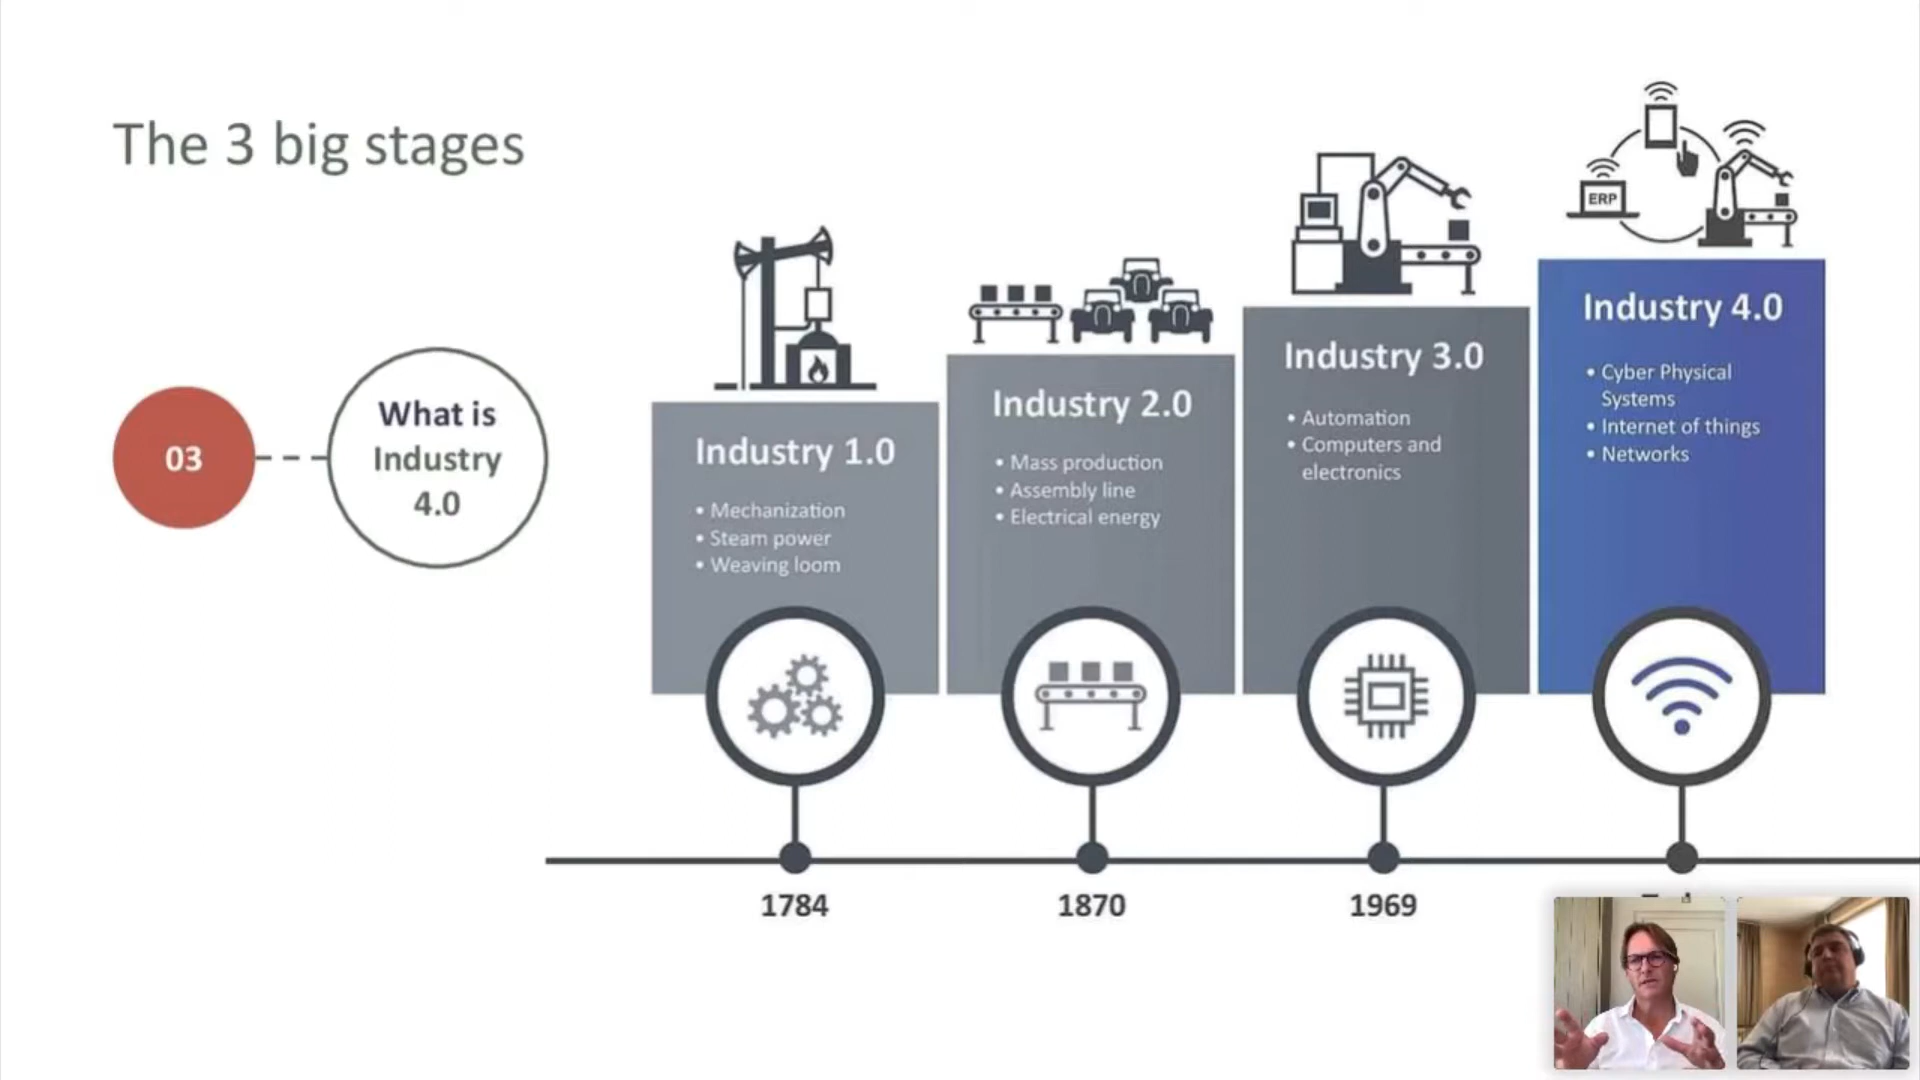 The 3 big stages
03
What is
Industry
4.0
Industry 1.0
• Mechanization
• Steam power
• Weaving loom
Industry 2.0
• Mass production
• Assembly line
• Electrical energy
Industry 3.0
• Automation
• Computers and
electronics
ERP
Industry 4.0
• Cyber Physical
Systems
• Internet of things
• Networks
1784
1870
1969